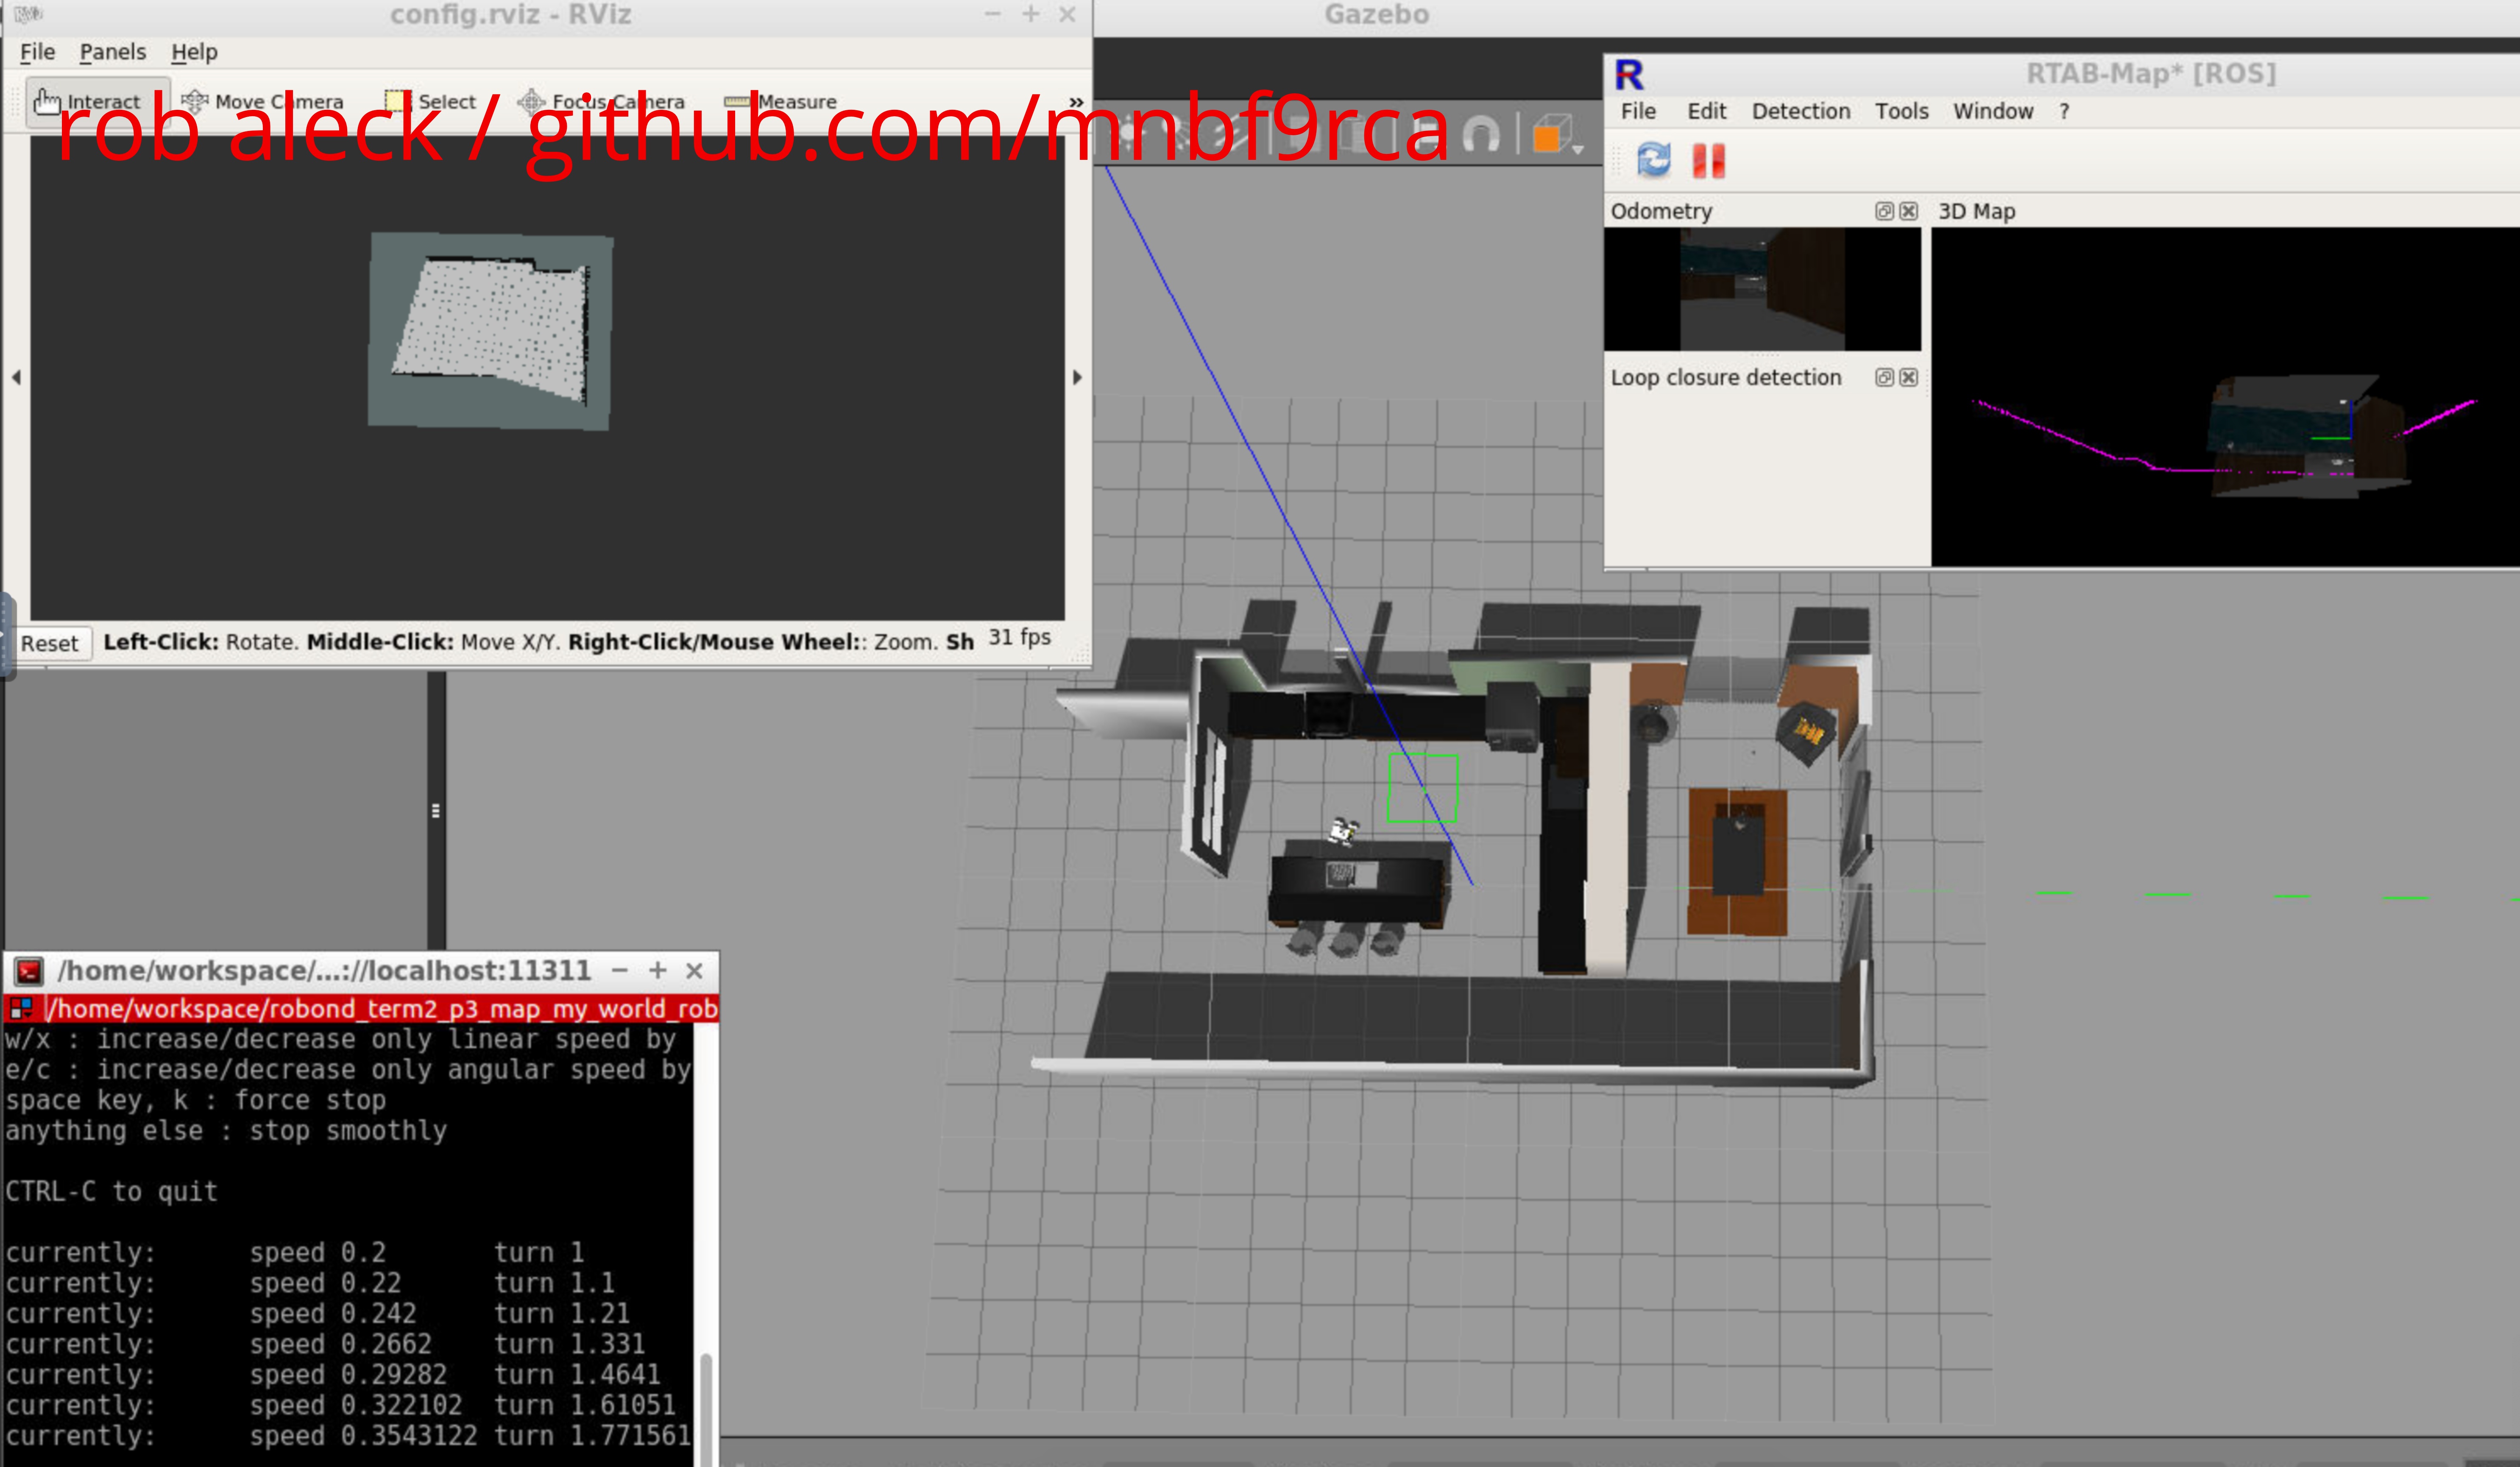 config.rviz - RViz
File Panels Help
Interact Move Camera Select Focus Camera Measure »
rob aleck / github.com/mnbf9rca
Reset Left-Click: Rotate. Middle-Click: Move X/Y. Right-Click/Mouse Wheel:: Zoom. Sh 31 fps
Gazebo
RTAB-Map* [ROS]
File Edit Detection Tools Window ?
Odometry
3D Map
Loop closure detection
/home/workspace/...://localhost:11311
/home/workspace/robond_term2_p3_map_my_world_rob
w/x : increase/decrease only linear speed by
e/c : increase/decrease only angular speed by
space key, k : force stop
anything else : stop smoothly
CTRL-C to quit
currently: speed 0.2 turn 1
currently: speed 0.22 turn 1.1
currently: speed 0.242 turn 1.21
currently: speed 0.2662 turn 1.331
currently: speed 0.29282 turn 1.4641
currently: speed 0.322102 turn 1.61051
currently: speed 0.3543122 turn 1.771561